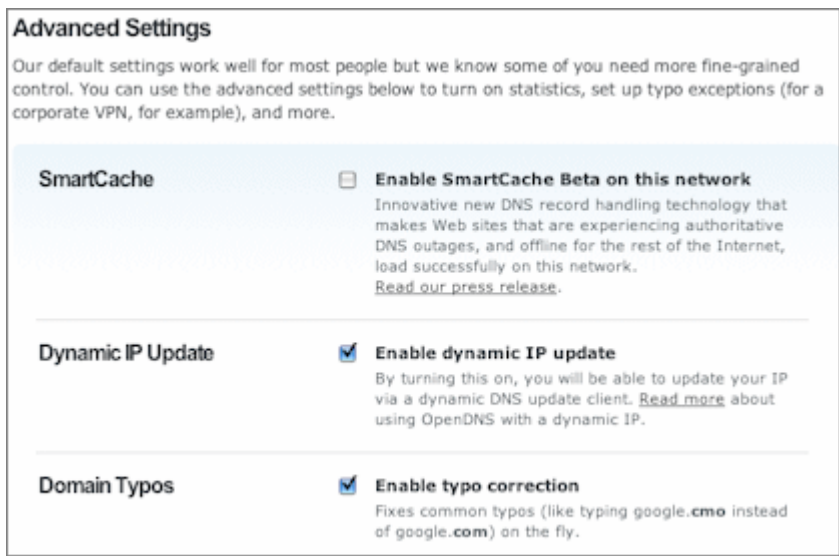 Advanced Settings
Our default settings work well for most people but we know some of you need more fine-grained
control. You can use the advanced settings below to turn on statistics, set up typo exceptions (for a
corporate VPN, for example), and more.
SmartCache
Enable SmartCache Beta on this network
Innovative new DNS record handling technology that
makes Web sites that are experiencing authoritative
DNS outages, and offline for the rest of the Internet,
load successfully on this network.
Read our press release.
Dynamic IP Update
Enable dynamic IP update
By turning this on, you will be able to update your IP
via a dynamic DNS update client. Read more about
using OpenDNS with a dynamic IP.
Domain Typos
Enable typo correction
Fixes common typos (like typing google.cmo instead
of google.com) on the fly.